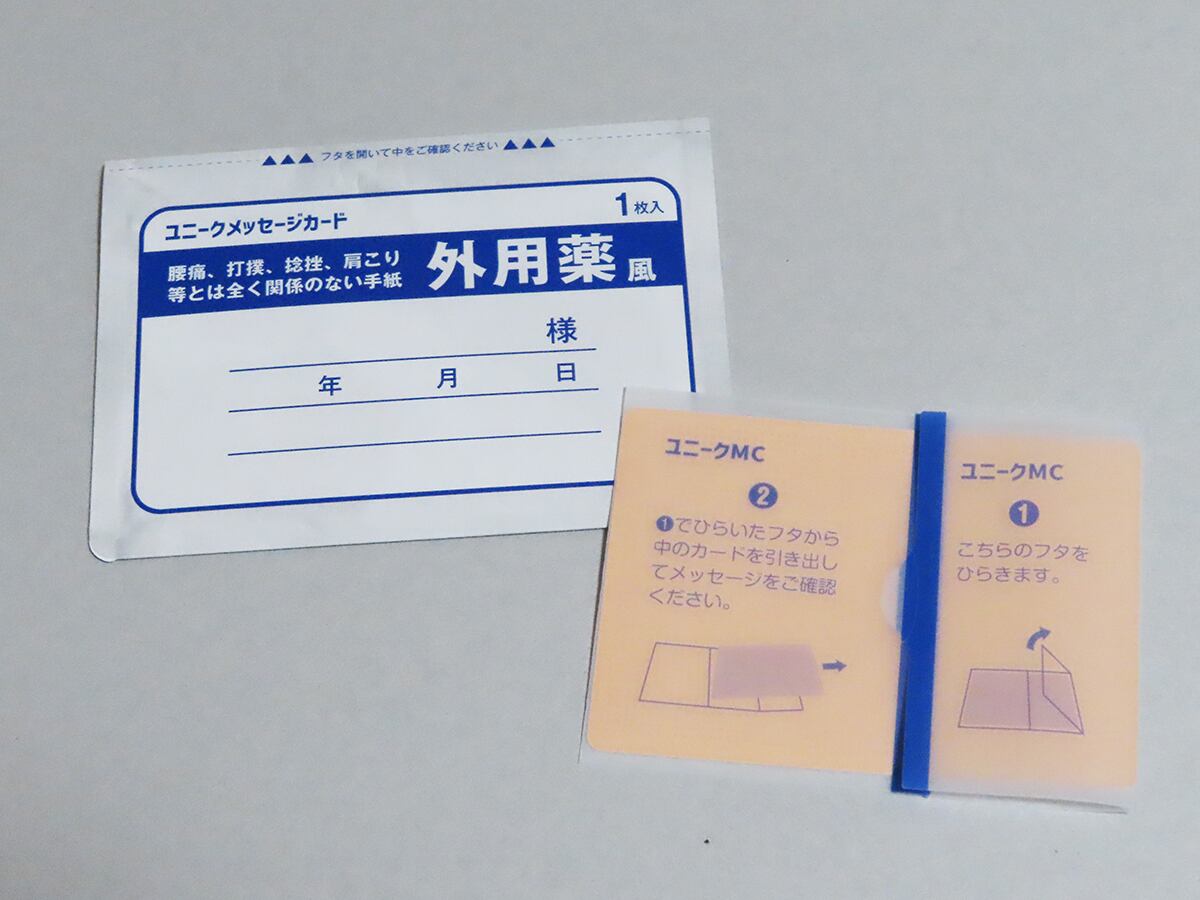 ▲▲▲ フタを開いて中をご確認ください ▲▲▲
ユニークメッセージカード
1枚入
腰痛、打撲、捻挫、肩こり
等とは全く関係のない手紙
外用薬風
様
年 月 日
ユニークMC
❷
❶でひらいたフタから
中のカードを引き出し
てメッセージをご確認
ください。
ユニークMC
❶
こちらのフタを
ひらきます。